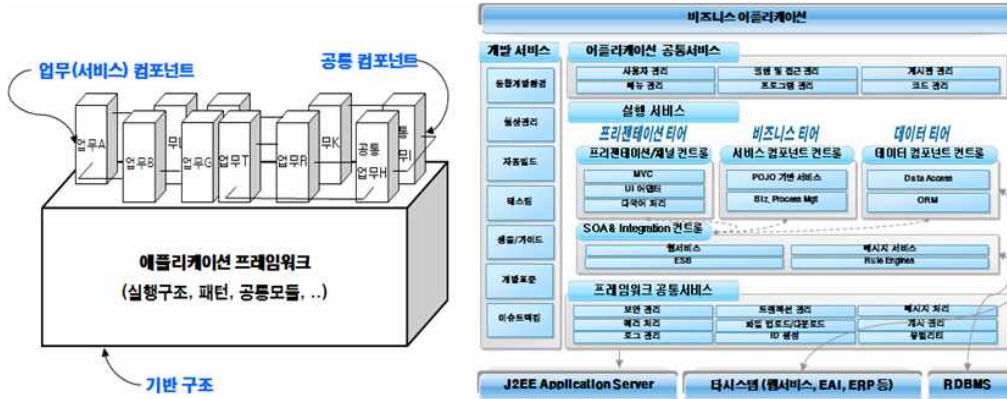 업무(서비스) 컴포넌트
공통 컴포넌트
업무A
업무B
업무G
업무T
업무R
업무K
공통
업무H
애플리케이션 프레임워크
(실행구조, 패턴, 공통모듈, ..)
기반 구조
비즈니스 어플리케이션
개발 서비스
통합개발환경
형상관리
자동빌드
테스팅
샘플/가이드
개발표준
이슈트래킹
어플리케이션 공통서비스
사용자 관리
권한 및 접근 관리
게시판 관리
메뉴 관리
프로그램 관리
코드 관리
실행 서비스
프리젠테이션 티어
비즈니스 티어
데이터 티어
프리젠테이션/채널 컨트롤
서비스 컴포넌트 컨트롤
데이터 컴포넌트 컨트롤
MVC
UI 어댑터
다국어 처리
POJO 기반 서비스
Biz, Process Mgt
Data Access
ORM
SOA & Integration 컨트롤
웹서비스
메시지 서비스
ESB
Rule Engines
프레임워크 공통서비스
보안 관리
트랜잭션 관리
메시지 처리
에러 처리
파일 업로드/다운로드
캐시 관리
로그 관리
ID 생성
유틸리티
J2EE Application Server
타시스템 (웹서비스, EAI, ERP 등)
RDBMS